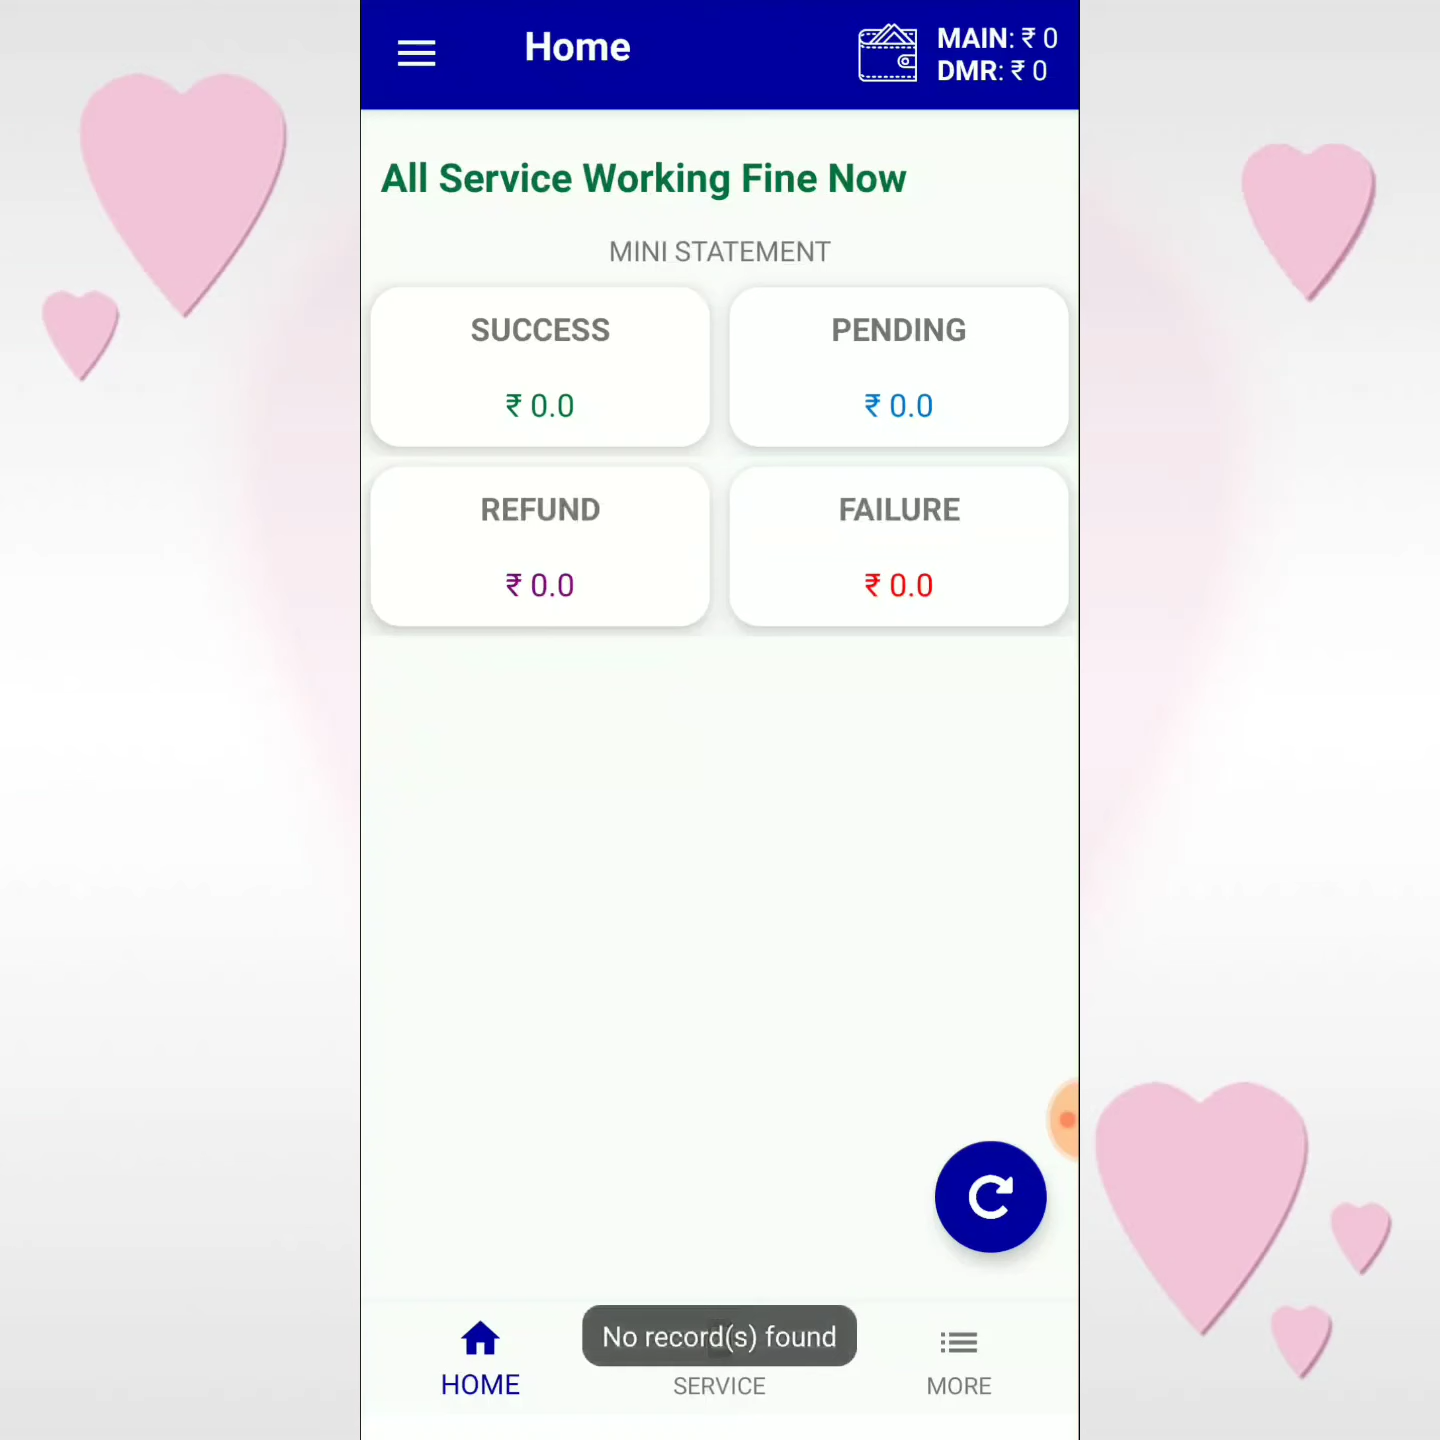 Home
MAIN: ₹ 0
DMR: ₹ 0
All Service Working Fine Now
MINI STATEMENT
SUCCESS
₹ 0.0
PENDING
₹ 0.0
REFUND
₹ 0.0
FAILURE
₹ 0.0
No record(s) found
HOME
SERVICE
MORE